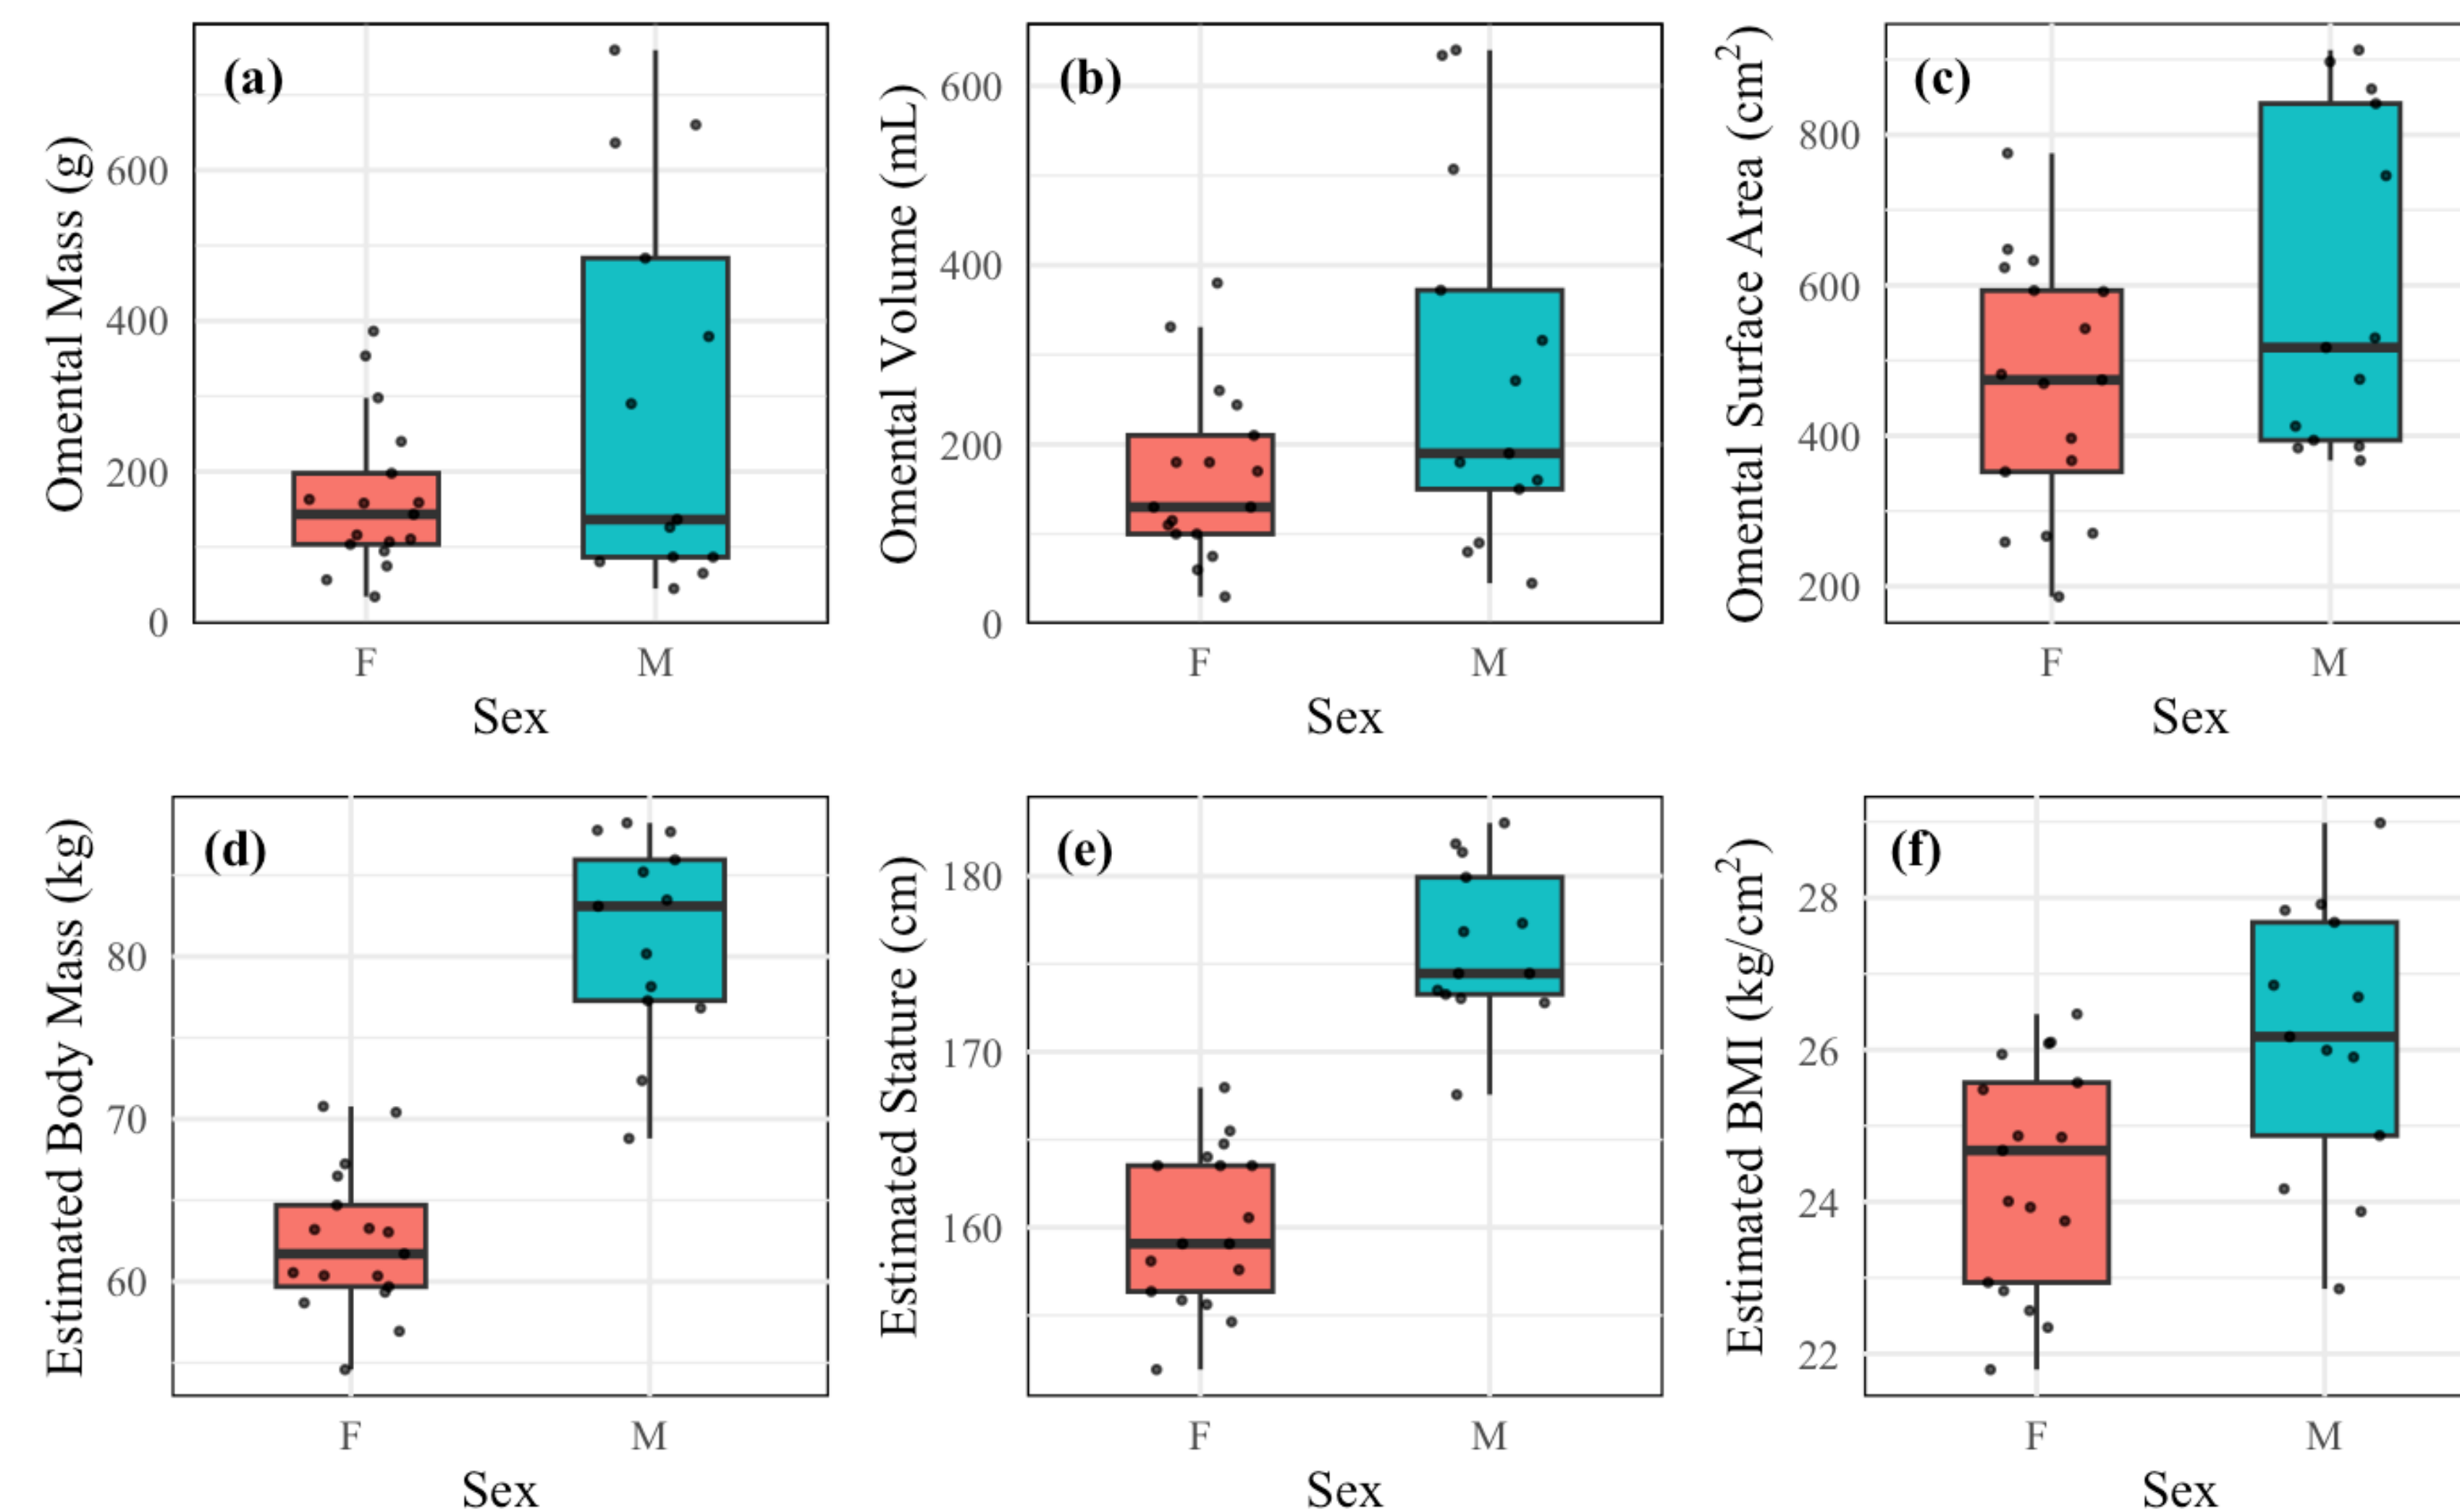 (a)
Omental Mass (g)
600
400
200
0
F M
Sex
(b)
Omental Volume (mL)
600
400
200
0
F M
Sex
(c)
Omental Surface Area (cm²)
800
600
400
200
F M
Sex
(d)
Estimated Body Mass (kg)
80
70
60
F M
Sex
(e)
Estimated Stature (cm)
180
170
160
F M
Sex
(f)
Estimated BMI (kg/cm²)
28
26
24
22
F M
Sex